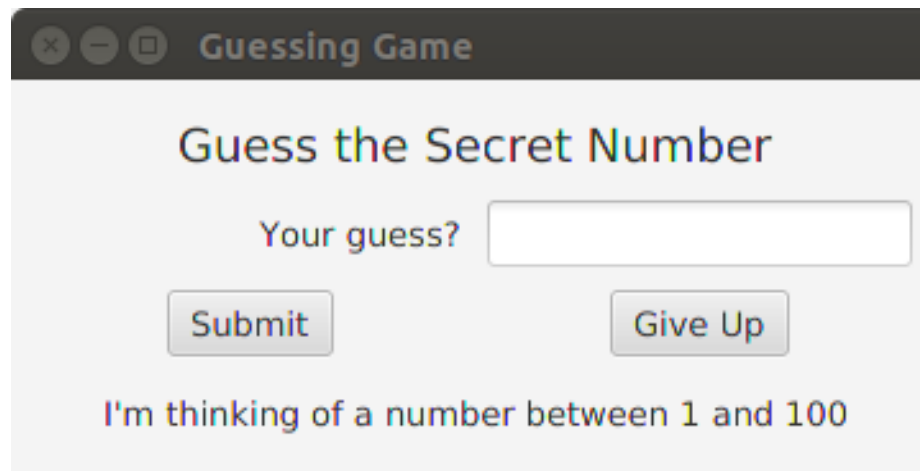 Guessing Game
Guess the Secret Number
Your guess?
Submit Give Up
I'm thinking of a number between 1 and 100